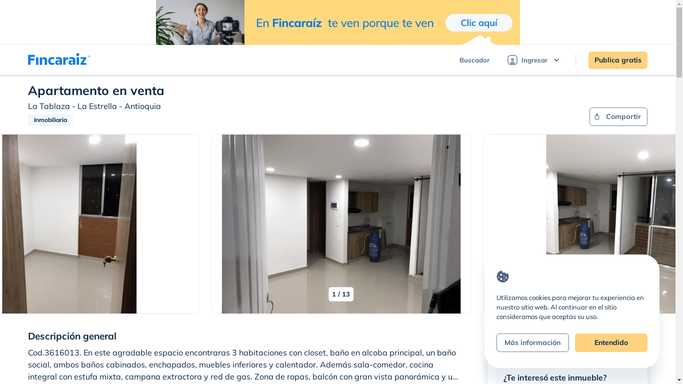 En Fincaraíz te ven porque te ven
Clic aquí
Fincaraiz
Buscador
Ingresar
Publica gratis
Apartamento en venta
La Tablaza - La Estrella - Antioquia
Inmobiliaria
Compartir
1 / 13
Utilizamos cookies para mejorar tu experiencia en
nuestro sitio web. Al continuar en el sitio
consideramos que aceptas su uso.
Más información
Entendido
Descripción general
Cod.3616013. En este agradable espacio encontraras 3 habitaciones con closet, baño en alcoba principal, un baño
social, ambos baños cabinados, enchapados, muebles inferiores y calentador. Además sala-comedor, cocina
integral con estufa mixta, campana extractora y red de gas. Zona de ropas, balcón con gran vista panorámica y u...
¿Te interesó este inmueble?